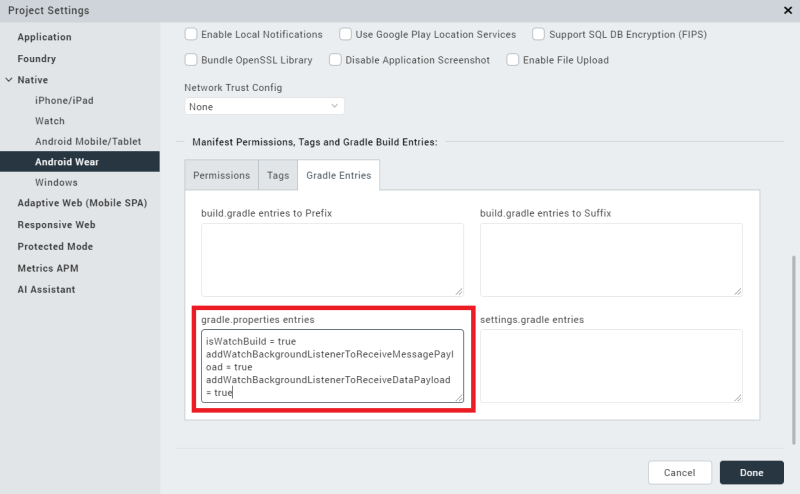 Project Settings
Application
Foundry
Native
iPhone/iPad
Watch
Android Mobile/Tablet
Android Wear
Windows
Adaptive Web (Mobile SPA)
Responsive Web
Protected Mode
Metrics APM
AI Assistant
Enable Local Notifications
Use Google Play Location Services
Support SQL DB Encryption (FIPS)
Bundle OpenSSL Library
Disable Application Screenshot
Enable File Upload
Network Trust Config
None
Manifest Permissions, Tags and Gradle Build Entries:
Permissions
Tags
Gradle Entries
build.gradle entries to Prefix
build.gradle entries to Suffix
gradle.properties entries
isWatchBuild = true
addWatchBackgroundListenerToReceiveMessagePayl
oad = true
addWatchBackgroundListenerToReceiveDataPayload
= true
settings.gradle entries
Cancel
Done